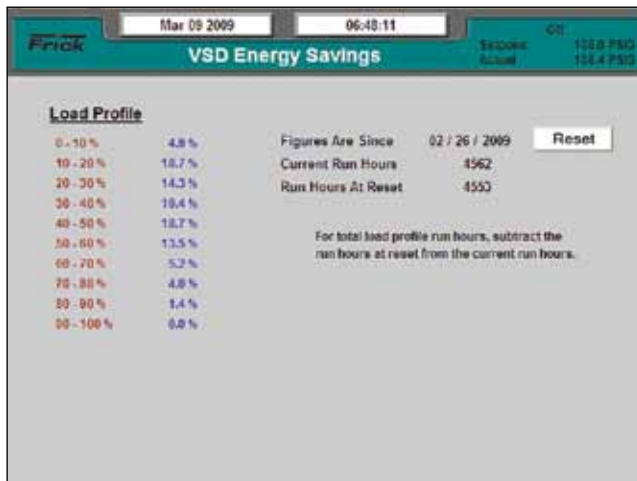 Frick
Mar 09 2009 06:48:11
VSD Energy Savings
Actual
Load Profile
0 - 10 % 4.8 %
10 - 20 % 18.7 %
20 - 30 % 14.3 %
30 - 40 % 19.4 %
40 - 50 % 18.7 %
50 - 60 % 13.5 %
60 - 70 % 5.2 %
70 - 80 % 4.0 %
80 - 90 % 1.4 %
90 - 100 % 0.0 %
Figures Are Since 02 / 26 / 2009 Reset
Current Run Hours 4562
Run Hours At Reset 4553
For total load profile run hours, subtract the
run hours at reset from the current run hours.